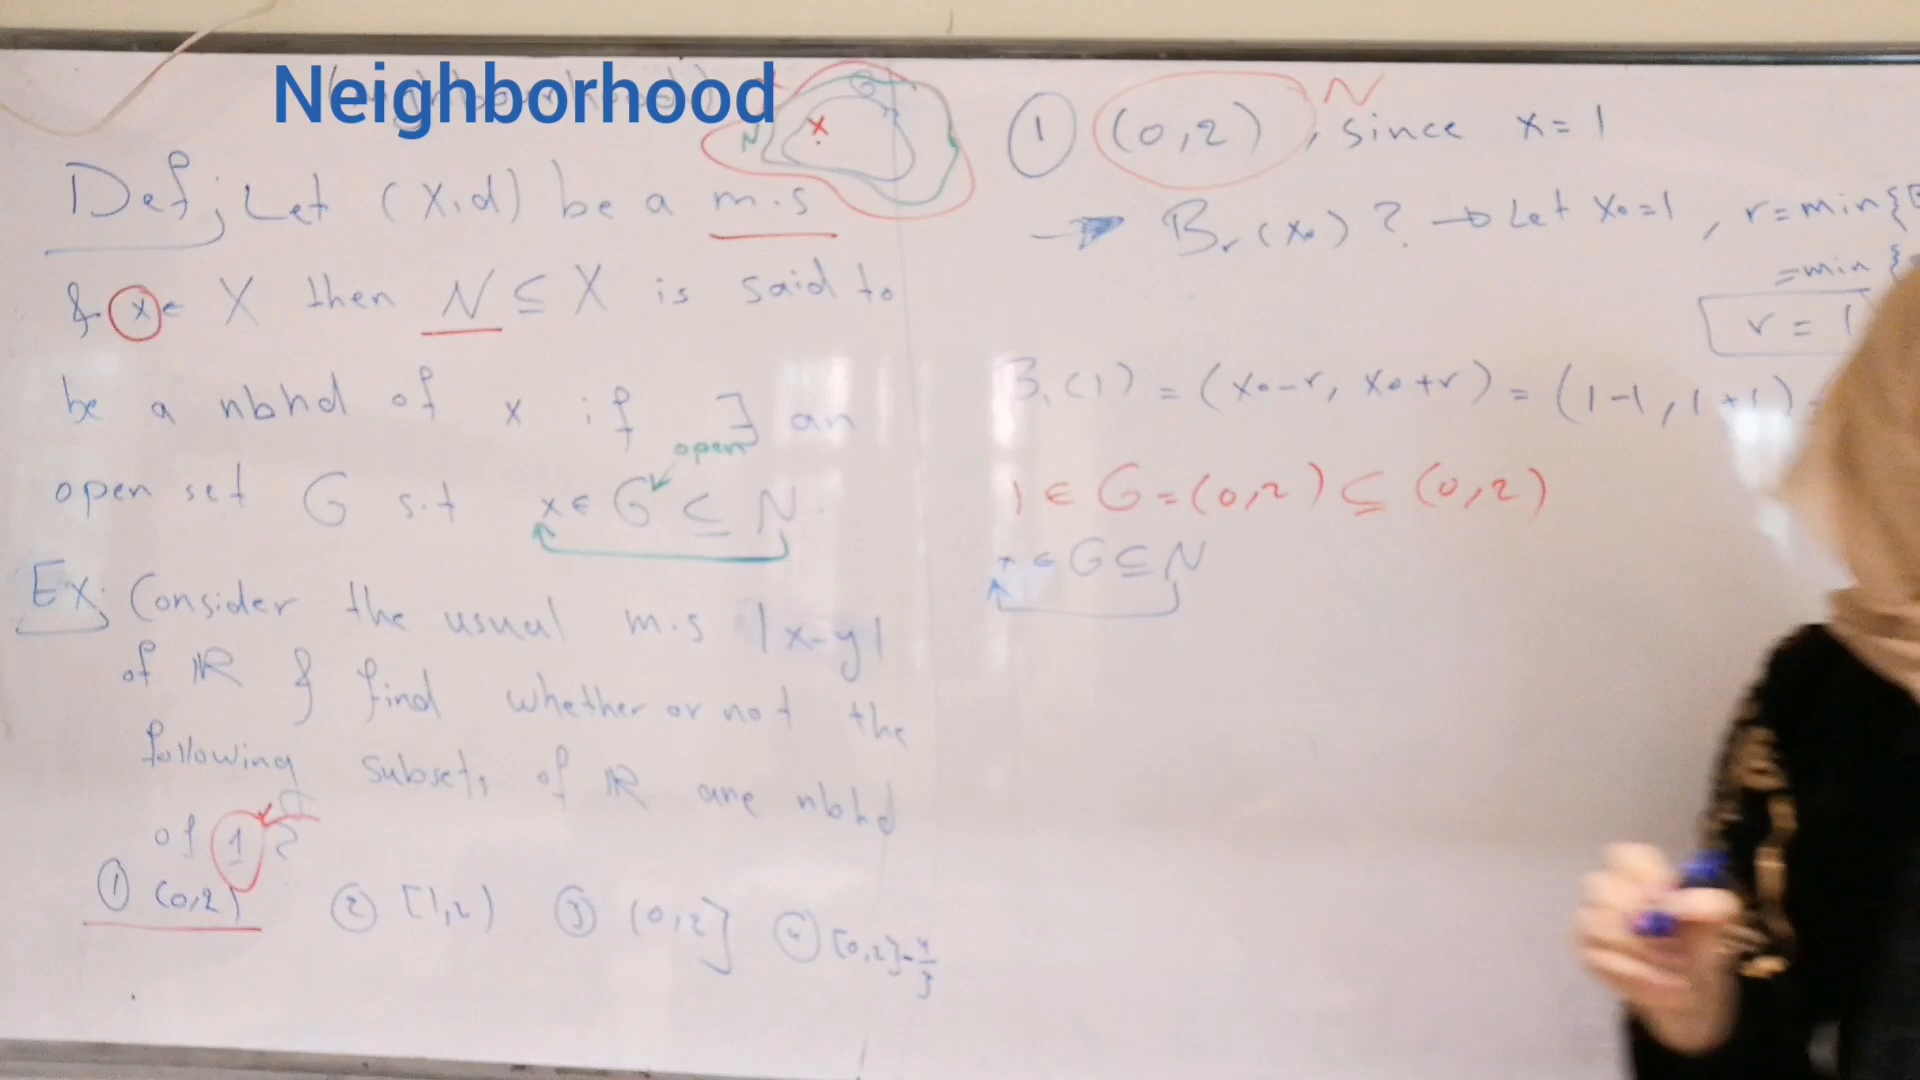 Neighborhood
Def; Let (X,d) be a m.s
& x ∈ X then N ⊆ X is said to
be a nbhd of x if ∃ an
open
open set G s.t x ∈ G ⊆ N
Ex; Consider the usual m.s |x-y|
of ℝ & find whether or not the
following subsets of ℝ are nbhd
of 1?
① (0,2) ② [1,2) ③ (0,2] ④ [0,2]-
X
G
N
① (0,2), since x=1
N
→ Br(x₀)? → Let x₀=1, r=min{
=min {
r = 1
(1) = (x₀-r, x₀+r) = (1-1, 1+1)
1 ∈ G=(0,2) ⊆ (0,2)
∈ G ⊆ N